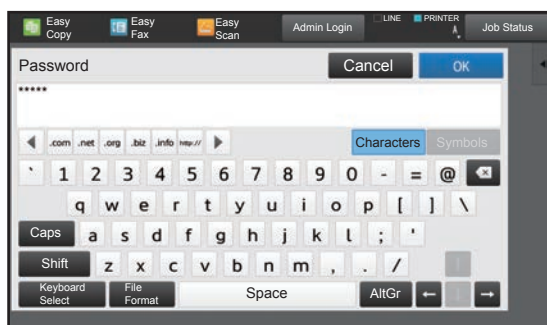 Easy Copy Easy Fax Easy Scan Admin Login LINE PRINTER Job Status
Password Cancel OK
*****
.com .net .org .biz .info http:// Characters Symbols
` 1 2 3 4 5 6 7 8 9 0 - = @
q w e r t y u i o p [ ] \
Caps a s d f g h j k l ; '
Shift z x c v b n m , . /
Keyboard Select File Format Space AltGr ← ↓ →